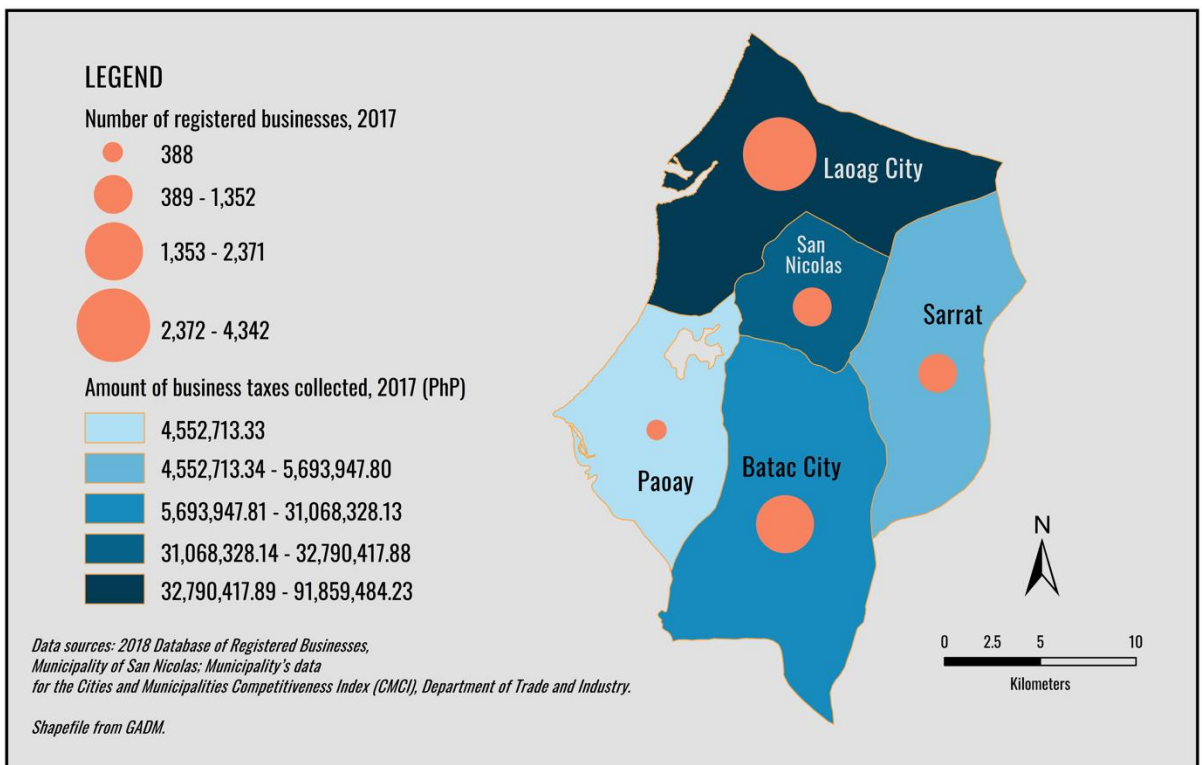 LEGEND
Number of registered businesses, 2017
388
389 - 1,352
1,353 - 2,371
2,372 - 4,342
Amount of business taxes collected, 2017 (PhP)
4,552,713.33
4,552,713.34 - 5,693,947.80
5,693,947.81 - 31,068,328.13
31,068,328.14 - 32,790,417.88
32,790,417.89 - 91,859,484.23
Data sources: 2018 Database of Registered Businesses,
Municipality of San Nicolas; Municipality's data
for the Cities and Municipalities Competitiveness Index (CMCI), Department of Trade and Industry.
Shapefile from GADM.
Laoag City
San
Nicolas
Sarrat
Paoay
Batac City
N
0 2.5 5 10
Kilometers